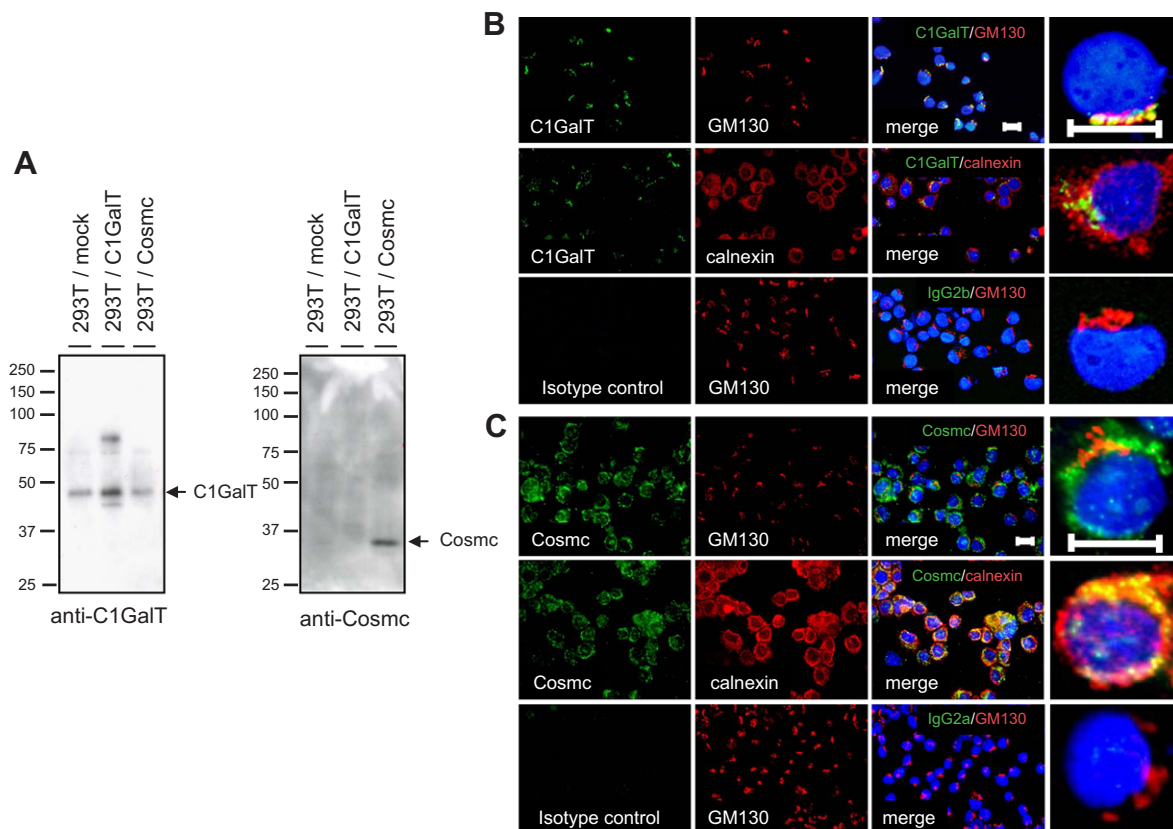 A
293T / mock
293T / C1GalT
293T / Cosmc
250
150
100
75
50
37
25
C1GalT
anti-C1GalT
293T / mock
293T / C1GalT
293T / Cosmc
250
150
100
75
50
37
25
Cosmc
anti-Cosmc
B
C1GalT
GM130
C1GalT/GM130
merge
C1GalT
calnexin
C1GalT/calnexin
merge
Isotype control
GM130
IgG2b/GM130
merge
C
Cosmc
GM130
Cosmc/GM130
merge
Cosmc
calnexin
Cosmc/calnexin
merge
Isotype control
GM130
IgG2a/GM130
merge